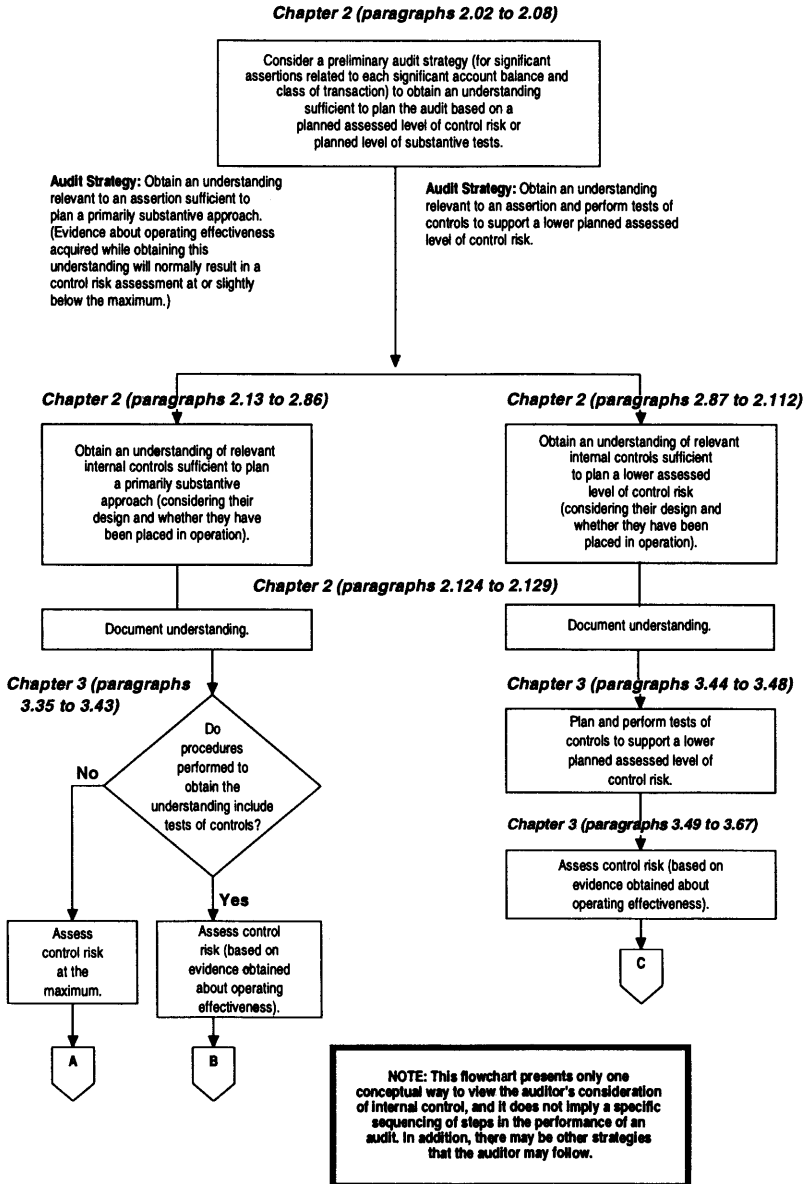 Chapter 2 (paragraphs 2.02 to 2.08)
Consider a preliminary audit strategy (for significant
assertions related to each significant account balance and
class of transaction) to obtain an understanding
sufficient to plan the audit based on a
planned assessed level of control risk or
planned level of substantive tests.
Audit Strategy: Obtain an understanding
relevant to an assertion sufficient to
plan a primarily substantive approach.
(Evidence about operating effectiveness
acquired while obtaining this
understanding will normally result in a
control risk assessment at or slightly
below the maximum.)
Audit Strategy: Obtain an understanding
relevant to an assertion and perform tests of
controls to support a lower planned assessed
level of control risk.
Chapter 2 (paragraphs 2.13 to 2.86)
Obtain an understanding of relevant
internal controls sufficient to plan
a primarily substantive
approach (considering their
design and whether they have
been placed in operation).
Chapter 2 (paragraphs 2.87 to 2.112)
Obtain an understanding of relevant
internal controls sufficient
to plan a lower assessed
level of control risk
(considering their design and
whether they have been
placed in operation).
Chapter 2 (paragraphs 2.124 to 2.129)
Document understanding.
Document understanding.
Chapter 3 (paragraphs
3.35 to 3.43)
Do
procedures
performed to
obtain the
understanding include
tests of controls?
No
Yes
Chapter 3 (paragraphs 3.44 to 3.48)
Plan and perform tests of
controls to support a lower
planned assessed level of
control risk.
Chapter 3 (paragraphs 3.49 to 3.67)
Assess control risk (based on
evidence obtained about
operating effectiveness).
C
Assess
control risk
at the
maximum.
A
Assess control
risk (based on
evidence obtained
about operating
effectiveness).
B
NOTE: This flowchart presents only one
conceptual way to view the auditor's consideration
of internal control, and it does not imply a specific
sequencing of steps in the performance of an
audit. In addition, there may be other strategies
that the auditor may follow.